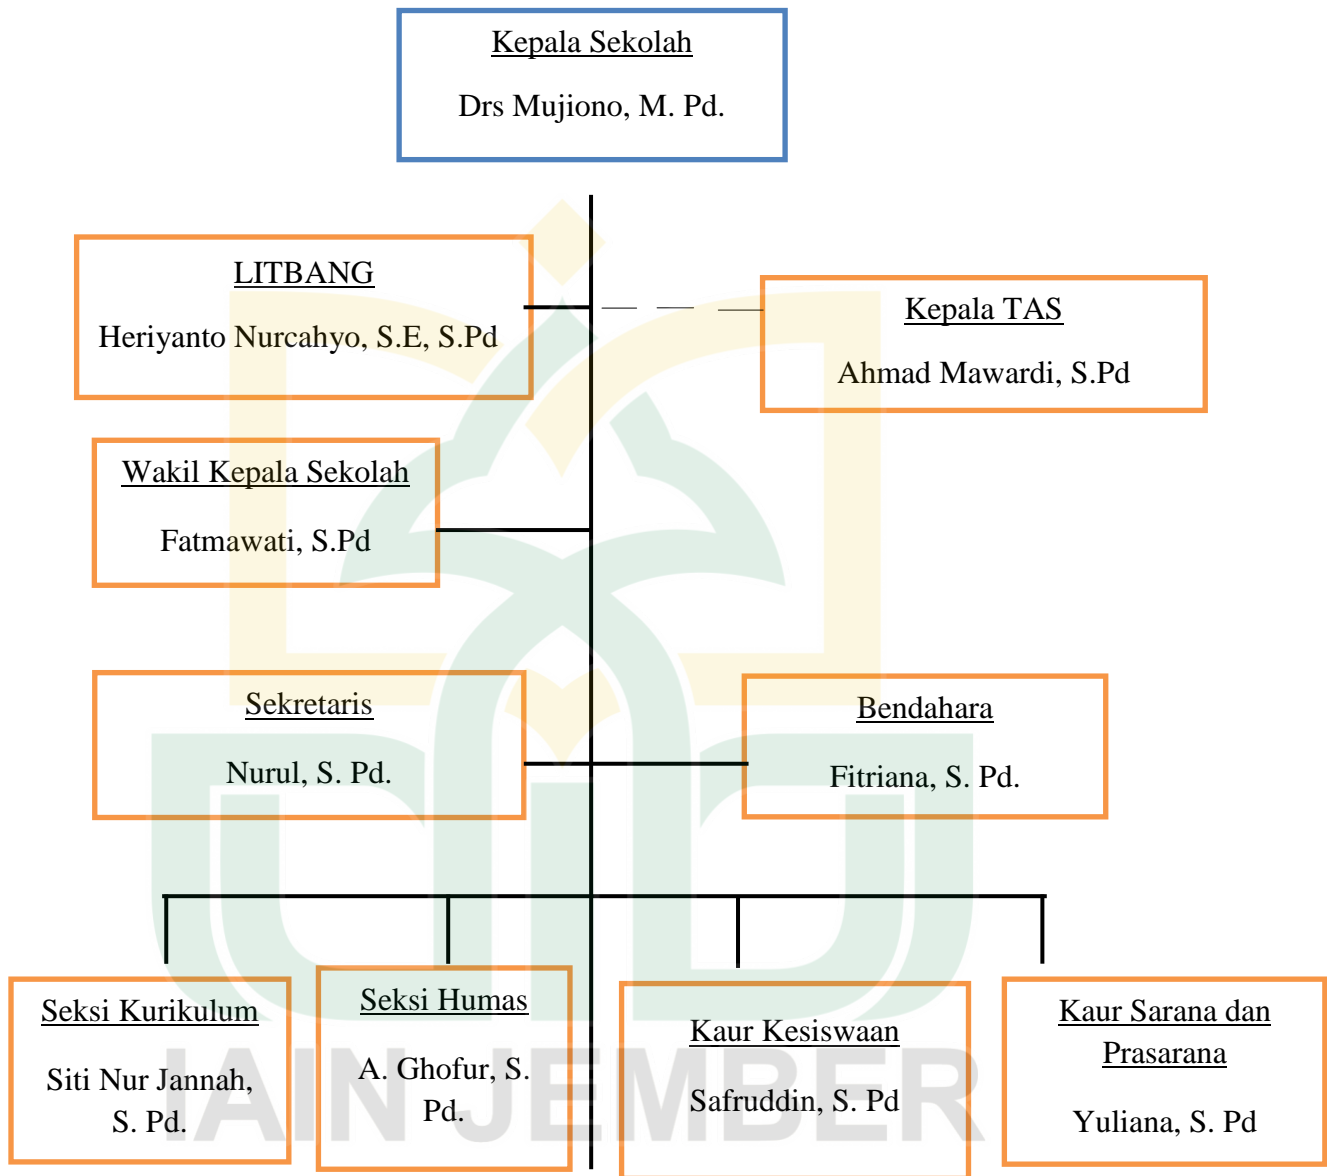 Kepala Sekolah
Drs Mujiono, M. Pd.
LITBANG
Heriyanto Nurcahyo, S.E, S.Pd
Kepala TAS
Ahmad Mawardi, S.Pd
Wakil Kepala Sekolah
Fatmawati, S.Pd
Sekretaris
Nurul, S. Pd.
Bendahara
Fitriana, S. Pd.
Seksi Kurikulum
Siti Nur Jannah,
S. Pd.
Seksi Humas
A. Ghofur, S.
Pd.
Kaur Kesiswaan
Safruddin, S. Pd
Kaur Sarana dan
Prasarana
Yuliana, S. Pd
IAIN JEMBER